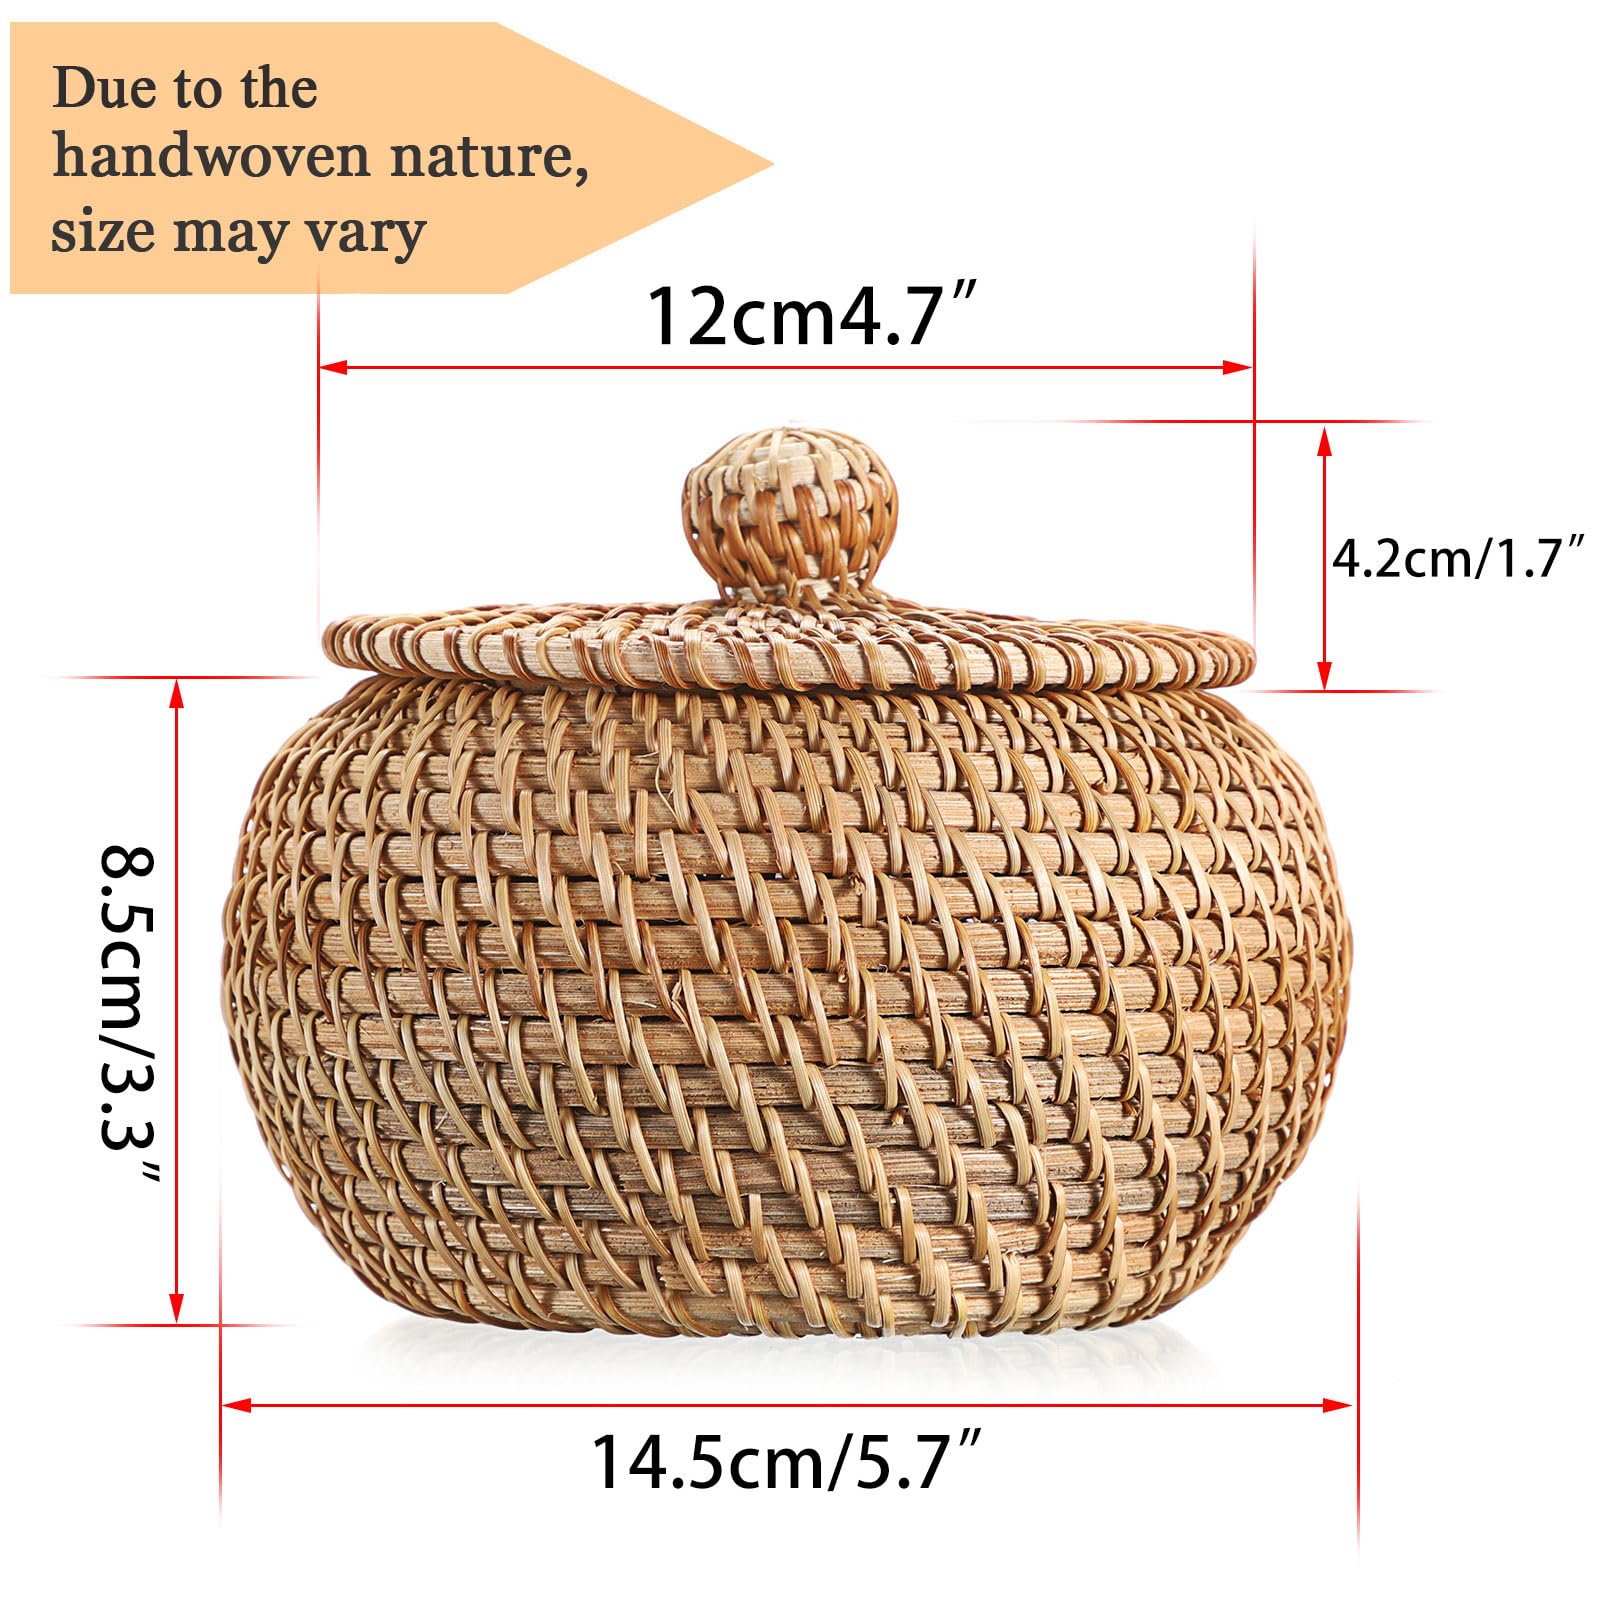 Due to the
handwoven nature,
size may vary
12cm4.7″
4.2cm/1.7″
8.5cm/3.3″
14.5cm/5.7″